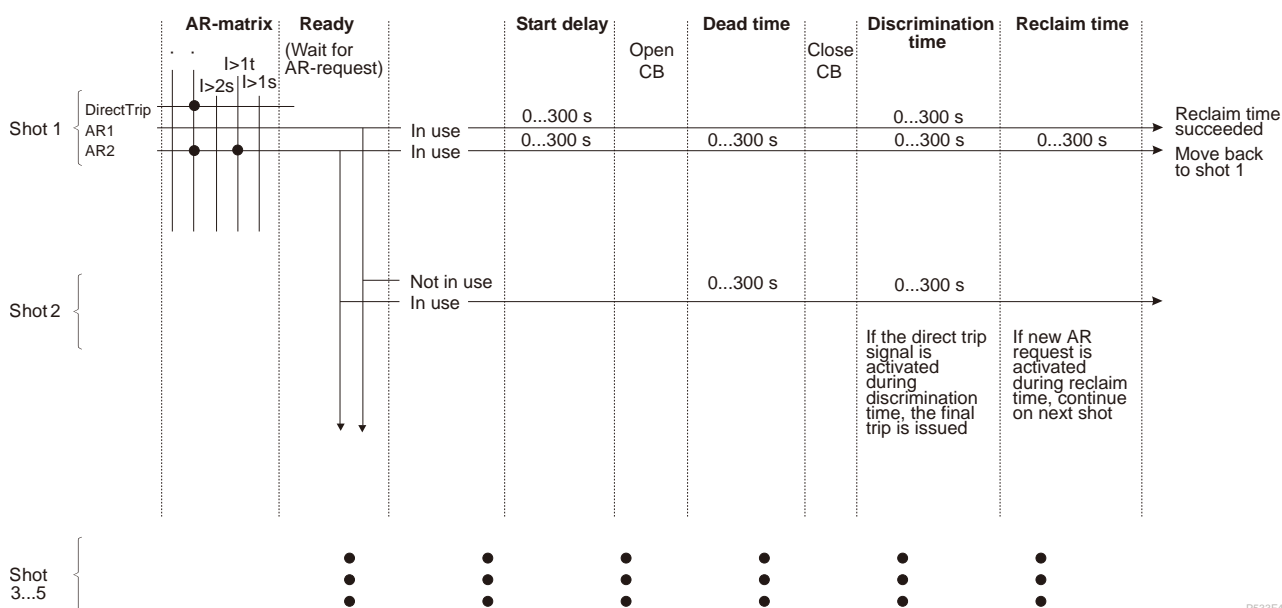 AR-matrix
Ready
Start delay
Dead time
Discrimination
time
Reclaim time
. .
(Wait for
AR-request)
Open
CB
Close
CB
I>1t
I>2s
I>1s
Shot 1
DirectTrip
AR1
AR2
In use
In use
0...300 s
0...300 s
0...300 s
0...300 s
0...300 s
0...300 s
Reclaim time
succeeded
Move back
to shot 1
Shot 2
Not in use
In use
0...300 s
0...300 s
If the direct trip
signal is
activated
during
discrimination
time, the final
trip is issued
If new AR
request is
activated
during reclaim
time, continue
on next shot
Shot
3...5